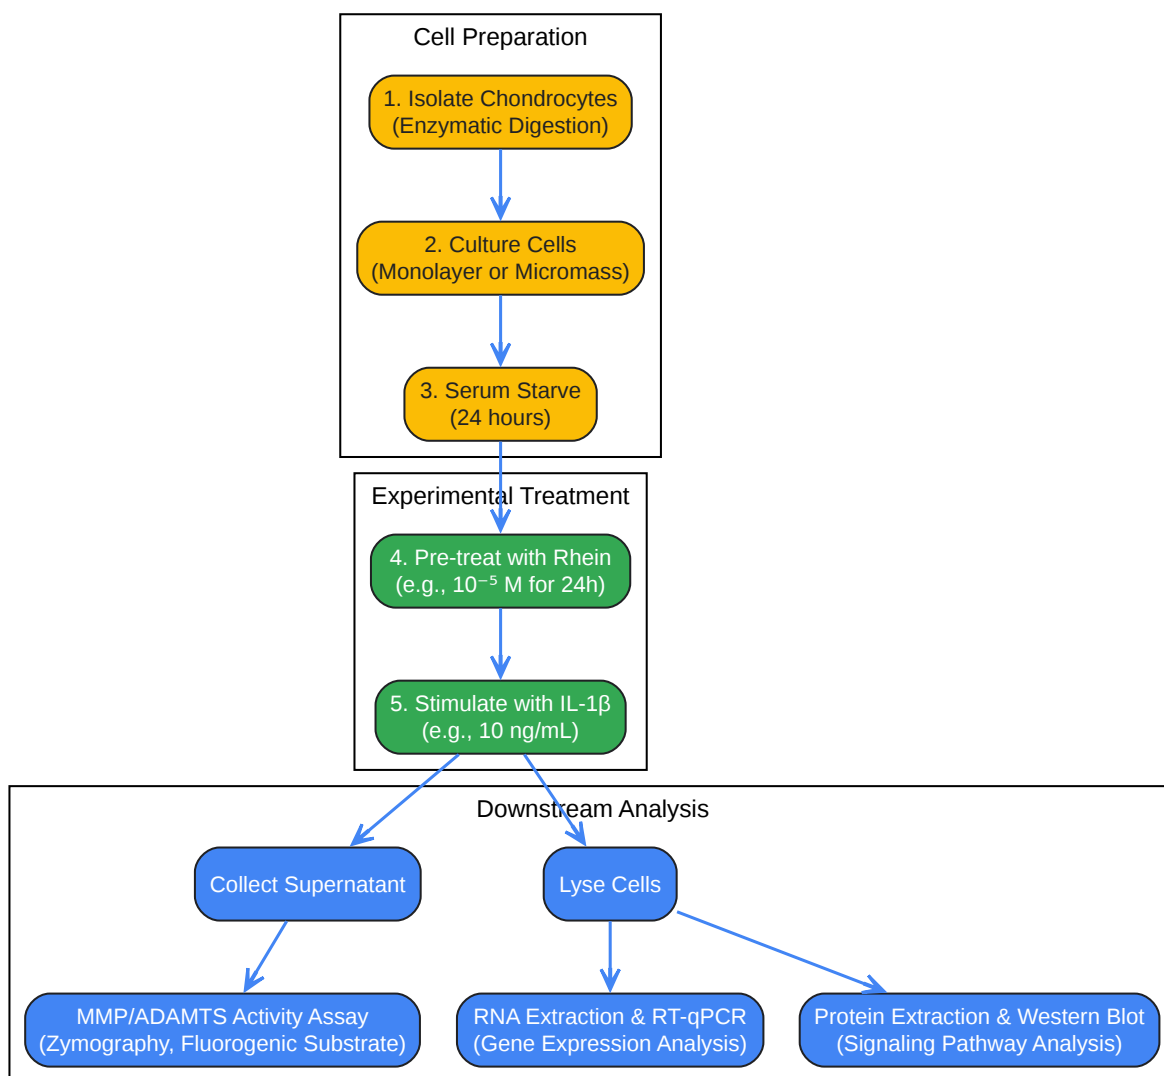 Cell Preparation
1. Isolate Chondrocytes
(Enzymatic Digestion)
2. Culture Cells
(Monolayer or Micromass)
3. Serum Starve
(24 hours)
Experimental Treatment
4. Pre-treat with Rhein
(e.g., 10⁻⁵ M for 24h)
5. Stimulate with IL-1β
(e.g., 10 ng/mL)
Downstream Analysis
Collect Supernatant
Lyse Cells
MMP/ADAMTS Activity Assay
(Zymography, Fluorogenic Substrate)
RNA Extraction & RT-qPCR
(Gene Expression Analysis)
Protein Extraction & Western Blot
(Signaling Pathway Analysis)